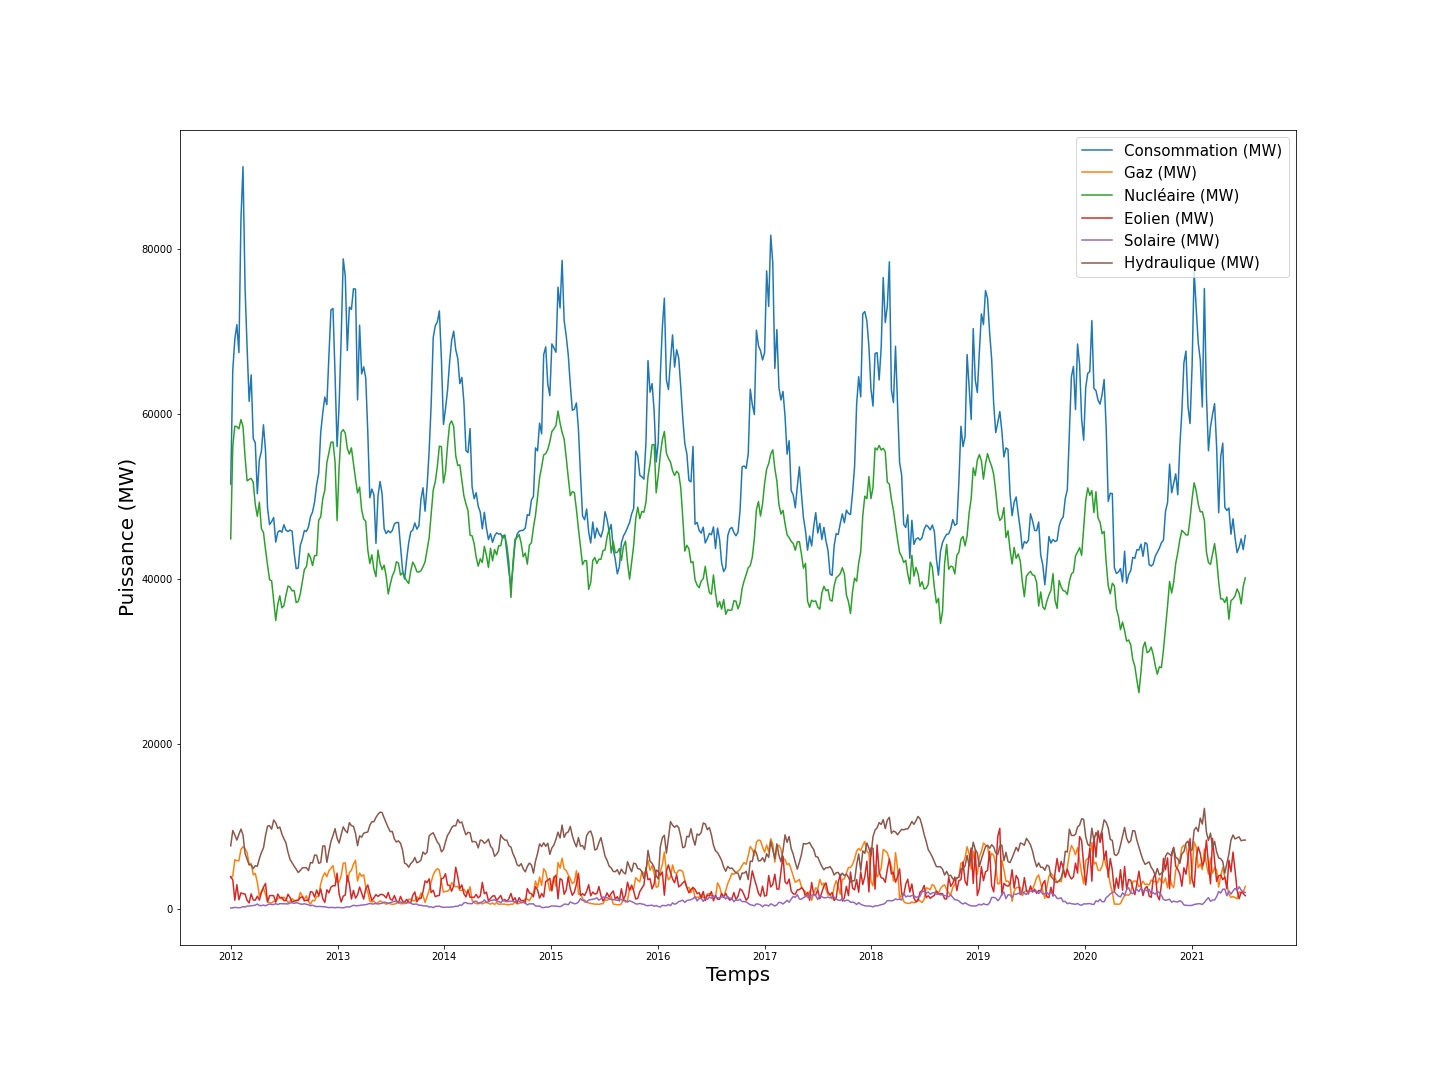 Consommation (MW)
Gaz (MW)
Nucléaire (MW)
Eolien (MW)
Solaire (MW)
Hydraulique (MW)
80000
60000
40000
20000
0
Puissance (MW)
2012 2013 2014 2015 2016 2017 2018 2019 2020 2021
Temps